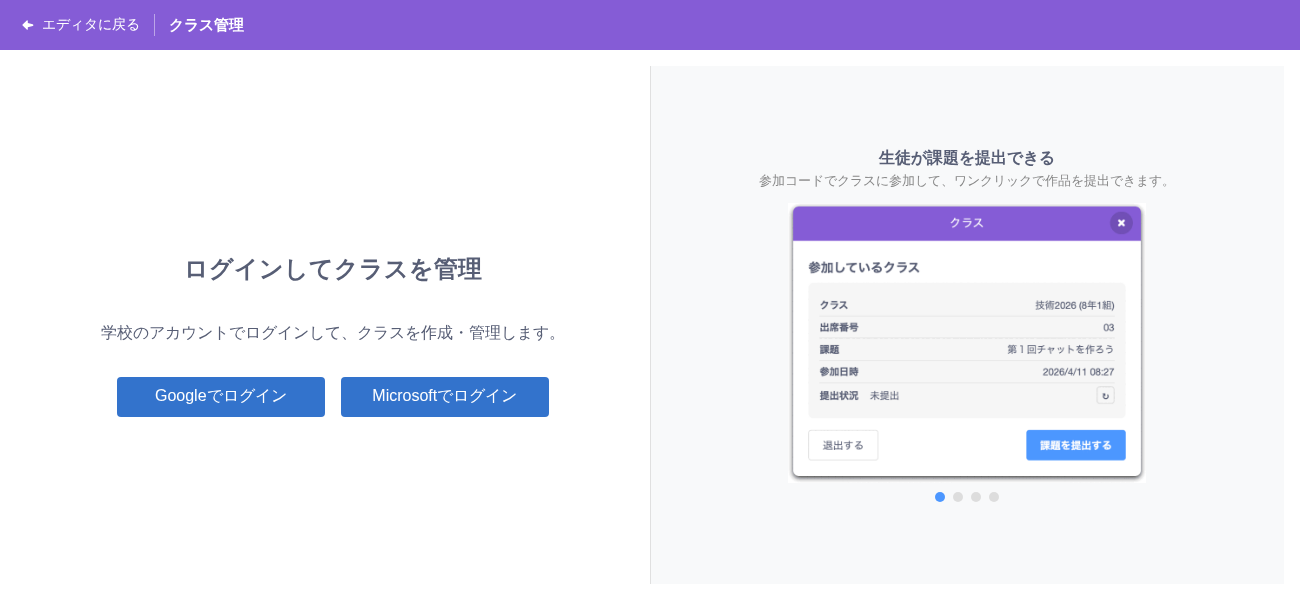 エディタに戻る
クラス管理
ログインしてクラスを管理
学校のアカウントでログインして、クラスを作成・管理します。
Googleでログイン
Microsoftでログイン
生徒が課題を提出できる
参加コードでクラスに参加して、ワンクリックで作品を提出できます。
クラス
参加しているクラス
クラス 技術2026 (8年1組)
出席番号 03
課題 第1回チャットを作ろう
参加日時 2026/4/11 08:27
提出状況 未提出
退出する
課題を提出する